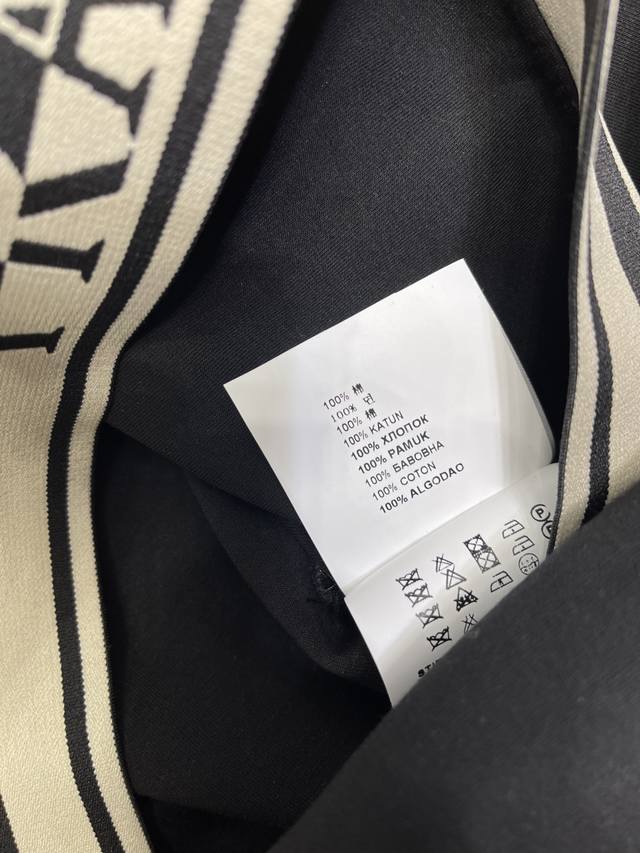 100% 棉
100% 면
100% 棉
100% KATUN
100% ХЛОПОК
100% PAMUK
100% БАВОВНА
100% COTON
100% ALGODAO